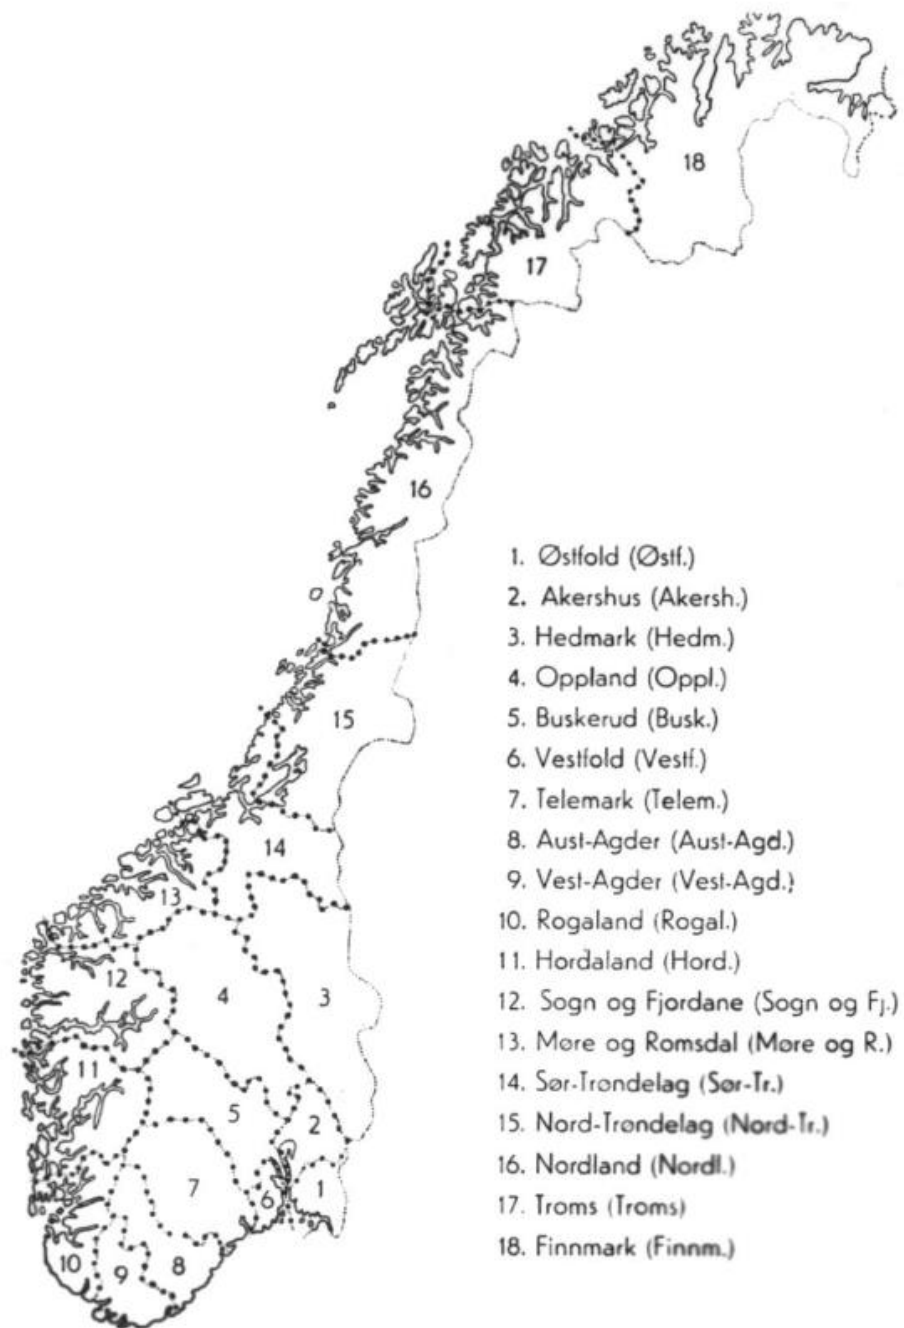 18
17
16
15
14
13
12
4
3
11
5
2
7
6
1
10
9
8
1. Østfold (Østf.)
2. Akershus (Akersh.)
3. Hedmark (Hedm.)
4. Oppland (Oppl.)
5. Buskerud (Busk.)
6. Vestfold (Vestf.)
7. Telemark (Telem.)
8. Aust-Agder (Aust-Agd.)
9. Vest-Agder (Vest-Agd.)
10. Rogaland (Rogal.)
11. Hordaland (Hord.)
12. Sogn og Fjordane (Sogn og Fj.)
13. Møre og Romsdal (Møre og R.)
14. Sør-Trøndelag (Sør-Tr.)
15. Nord-Trøndelag (Nord-Tr.)
16. Nordland (Nordl.)
17. Troms (Troms)
18. Finnmark (Finnm.)